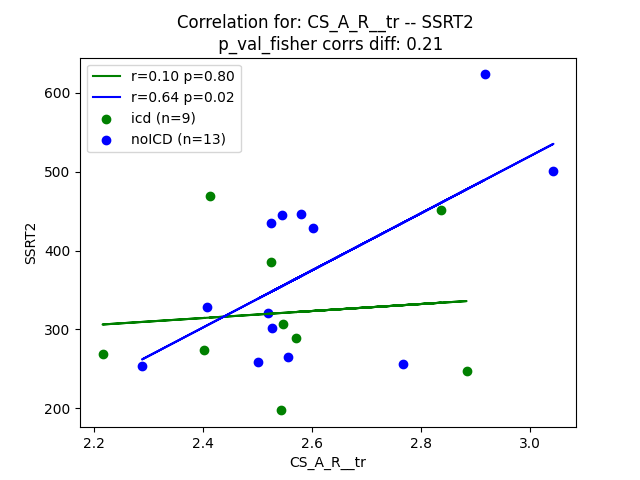 Correlation for: CS_A_R__tr -- SSRT2
p_val_fisher corrs diff: 0.21
r=0.10 p=0.80
r=0.64 p=0.02
icd (n=9)
noICD (n=13)
600
500
400
300
200
SSRT2
2.2 2.4 2.6 2.8 3.0
CS_A_R__tr